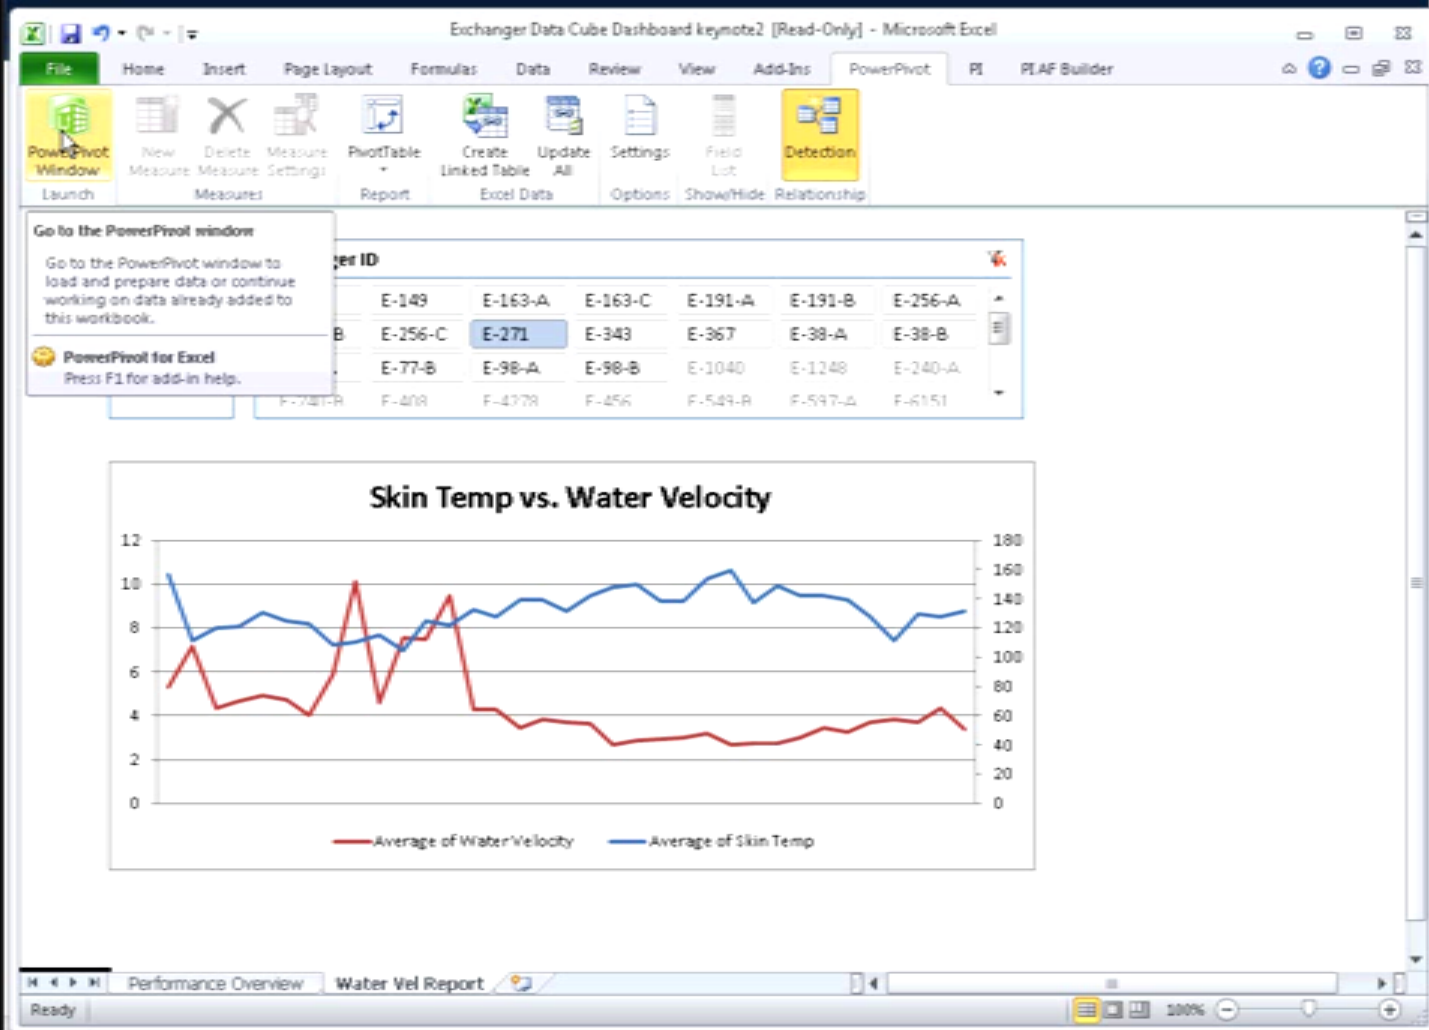 Exchanger Data Cube Dashboard keynote2 [Read-Only] - Microsoft Excel
File Home Insert Page Layout Formulas Data Review View Add-Ins PowerPivot PI PI AF Builder
PowerPivot Window
New Measure
Delete Measure
Measure Settings
PivotTable
Create Linked Table
Update All
Settings
Field List
Detection
Launch Measures Report Excel Data Options Show/Hide Relationship
Go to the PowerPivot window
Go to the PowerPivot window to
load and prepare data or continue
working on data already added to
this workbook.
PowerPivot for Excel
Press F1 for add-in help.
ger ID
E-149 E-163-A E-163-C E-191-A E-191-B E-256-A
B E-256-C E-271 E-343 E-367 E-38-A E-38-B
E-77-B E-98-A E-98-B E-1040 E-1248 E-240-A
E-240-B E-408 E-4278 E-456 E-549-B E-597-A E-6151
Skin Temp vs. Water Velocity
12 180
160
10 140
8 120
100
6 80
4 60
40
2 20
0 0
Average of Water Velocity Average of Skin Temp
Performance Overview Water Vel Report
Ready 100%